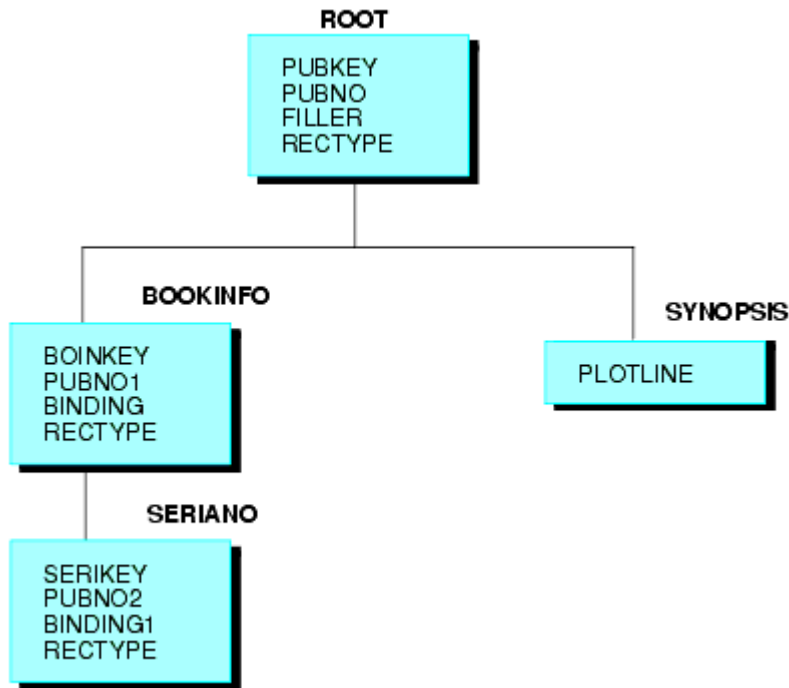 ROOT
PUBKEY
PUBNO
FILLER
RECTYPE
BOOKINFO
BOINKEY
PUBNO1
BINDING
RECTYPE
SYNOPSIS
PLOTLINE
SERIANO
SERIKEY
PUBNO2
BINDING1
RECTYPE